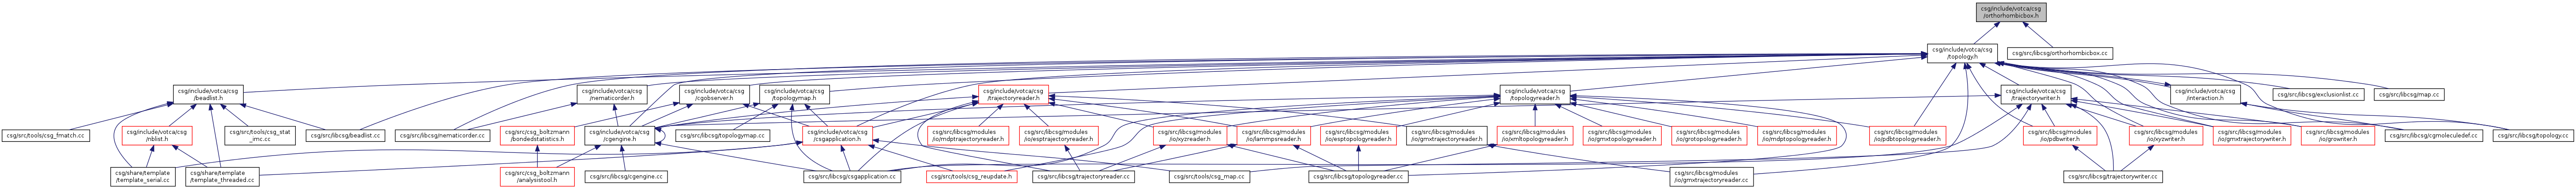 csg/include/votca/csg
/orthorhombicbox.h
csg/include/votca/csg
/topology.h
csg/src/libcsg/orthorhombicbox.cc
csg/include/votca/csg
/beadlist.h
csg/include/votca/csg
/nematicorder.h
csg/include/votca/csg
/cgobserver.h
csg/include/votca/csg
/topologymap.h
csg/include/votca/csg
/trajectoryreader.h
csg/include/votca/csg
/topologyreader.h
csg/include/votca/csg
/trajectorywriter.h
csg/include/votca/csg
/interaction.h
csg/src/libcsg/exclusionlist.cc
csg/src/libcsg/map.cc
csg/src/tools/csg_fmatch.cc
csg/include/votca/csg
/nblist.h
csg/src/tools/csg_stat
_imc.cc
csg/src/libcsg/beadlist.cc
csg/src/libcsg/nematicorder.cc
csg/src/csg_boltzmann
/bondedstatistics.h
csg/include/votca/csg
/cgengine.h
csg/src/libcsg/topologymap.cc
csg/include/votca/csg
/csgapplication.h
csg/src/libcsg/modules
/io/mdptrajectoryreader.h
csg/src/libcsg/modules
/io/esptrajectoryreader.h
csg/src/libcsg/modules
/io/xyzreader.h
csg/src/libcsg/modules
/io/lammpsreader.h
csg/src/libcsg/modules
/io/esptopologyreader.h
csg/src/libcsg/modules
/io/gmxtrajectoryreader.h
csg/src/libcsg/modules
/io/xmltopologyreader.h
csg/src/libcsg/modules
/io/gmxtopologyreader.h
csg/src/libcsg/modules
/io/grotopologyreader.h
csg/src/libcsg/modules
/io/mdptopologyreader.h
csg/src/libcsg/modules
/io/pdbtopologyreader.h
csg/src/libcsg/modules
/io/pdbwriter.h
csg/src/libcsg/modules
/io/xyzwriter.h
csg/src/libcsg/modules
/io/gmxtrajectorywriter.h
csg/src/libcsg/modules
/io/growriter.h
csg/src/libcsg/cgmoleculedef.cc
csg/src/libcsg/topology.cc
csg/share/template
/template_serial.cc
csg/share/template
/template_threaded.cc
csg/src/csg_boltzmann
/analysistool.h
csg/src/libcsg/cgengine.cc
csg/src/libcsg/csgapplication.cc
csg/src/tools/csg_reupdate.h
csg/src/libcsg/trajectoryreader.cc
csg/src/tools/csg_map.cc
csg/src/libcsg/topologyreader.cc
csg/src/libcsg/modules
/io/gmxtrajectoryreader.cc
csg/src/libcsg/trajectorywriter.cc